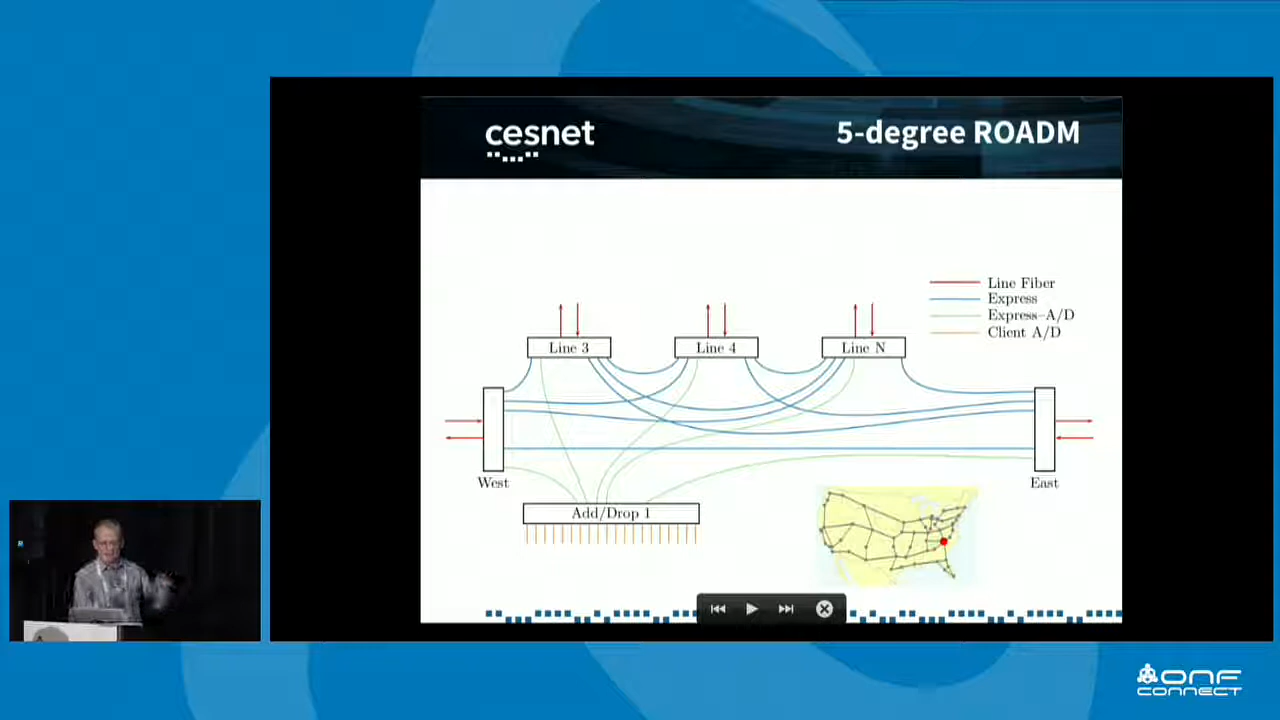 cesnet
5-degree ROADM
Line Fiber
Express
Express–A/D
Client A/D
Line 3
Line 4
Line N
West
East
Add/Drop 1
ONF
CONNECT